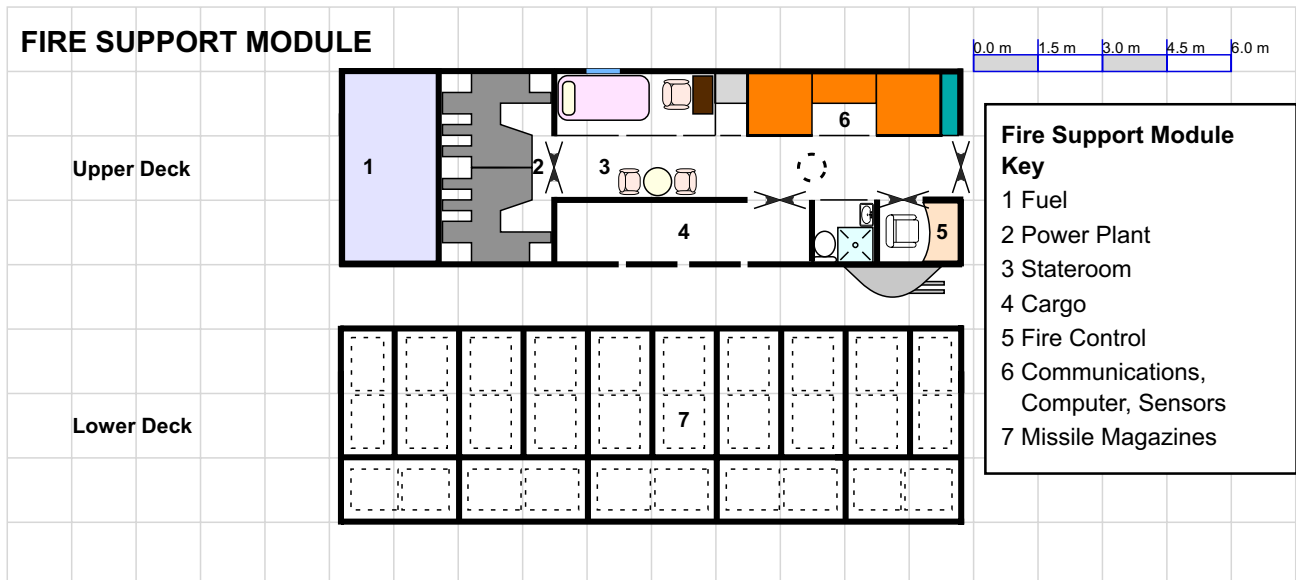 FIRE SUPPORT MODULE
0.0 m 1.5 m 3.0 m 4.5 m 6.0 m
Upper Deck
1
2
3
4
5
6
Fire Support Module
Key
1 Fuel
2 Power Plant
3 Stateroom
4 Cargo
5 Fire Control
6 Communications,
Computer, Sensors
7 Missile Magazines
Lower Deck
7